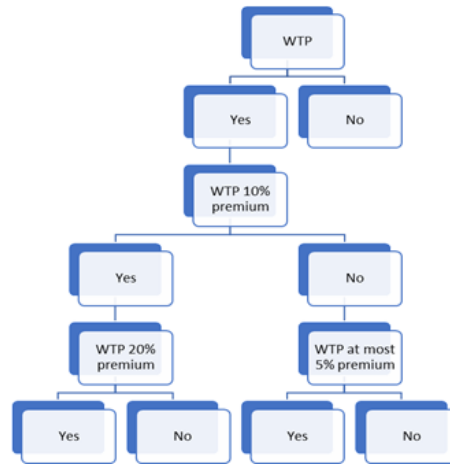 WTP
Yes
No
WTP 10%
premium
Yes
No
WTP 20%
premium
WTP at most
5% premium
Yes
No
Yes
No